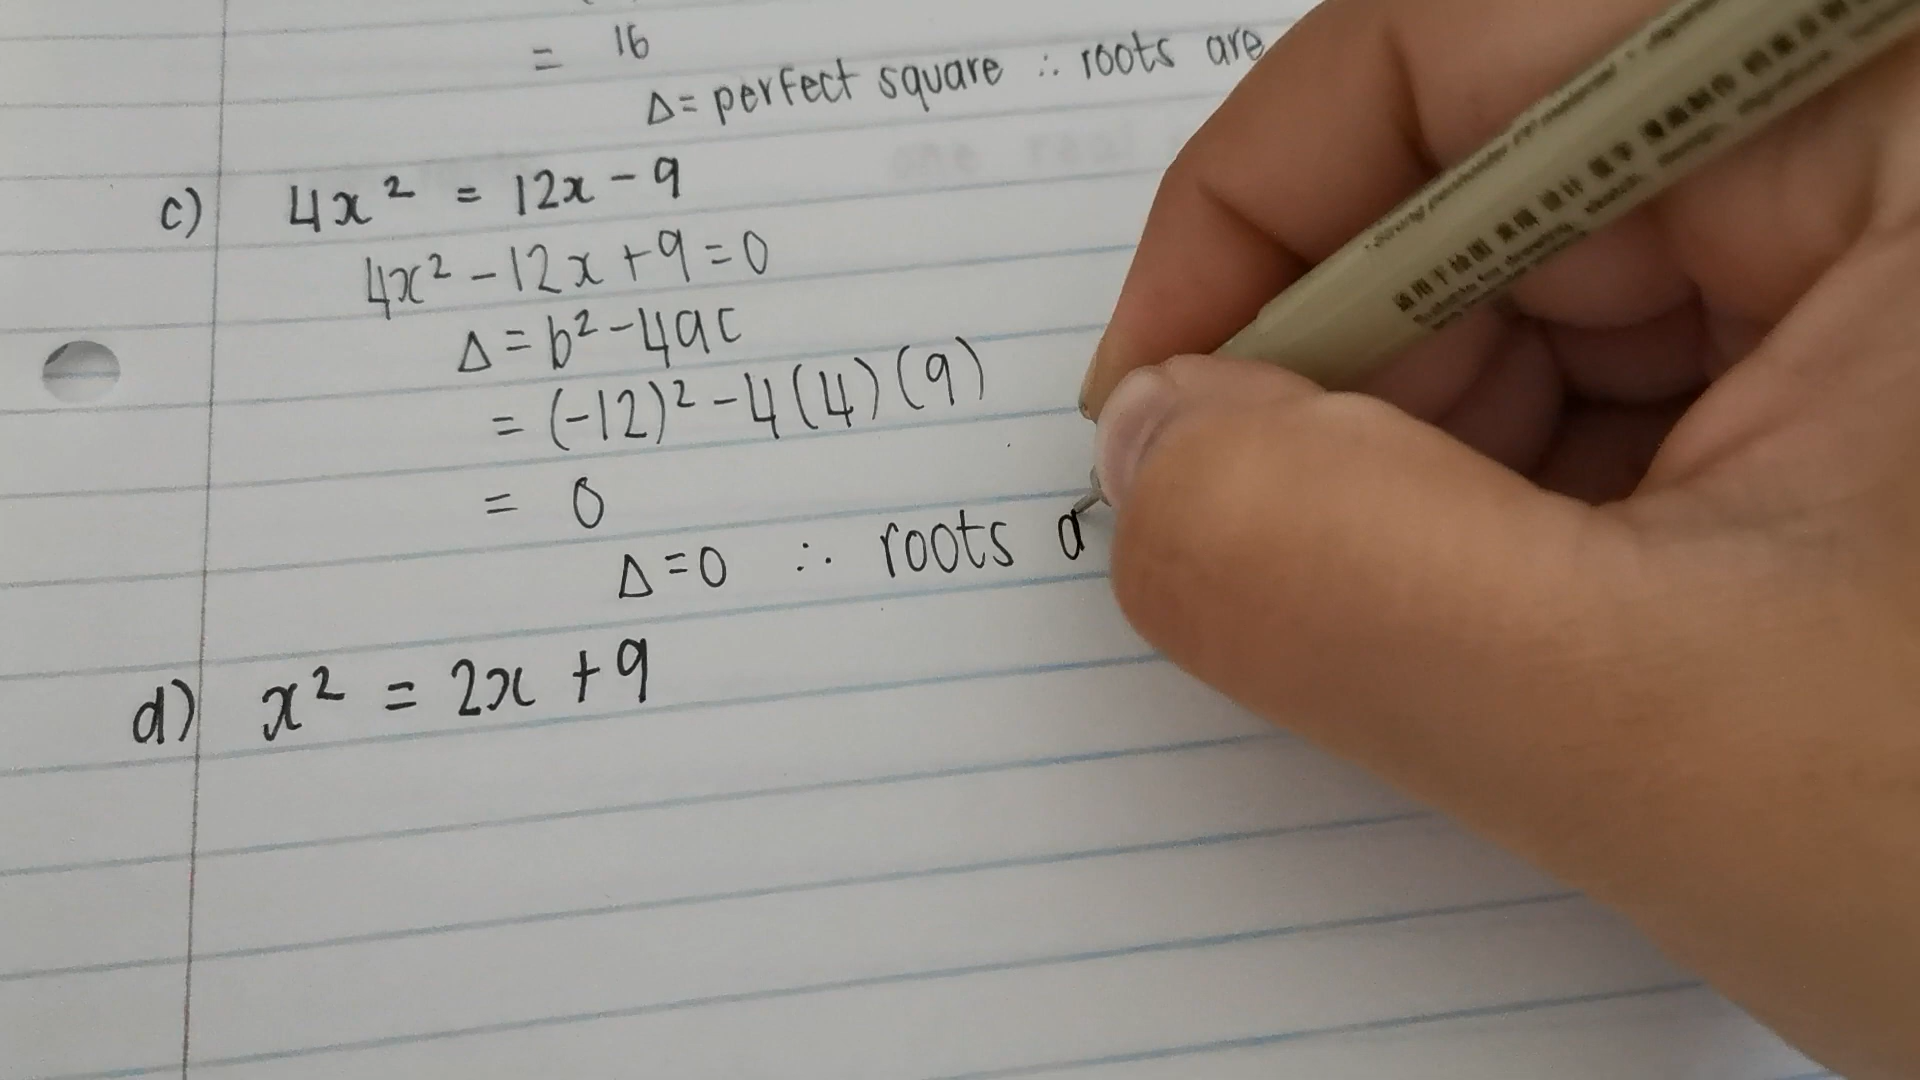 = 16
Δ = perfect square ∴ roots are
c) 4x² = 12x - 9
4x² - 12x + 9 = 0
Δ = b² - 4ac
= (-12)² - 4(4)(9)
= 0
Δ = 0 ∴ roots a
d) x² = 2x + 9